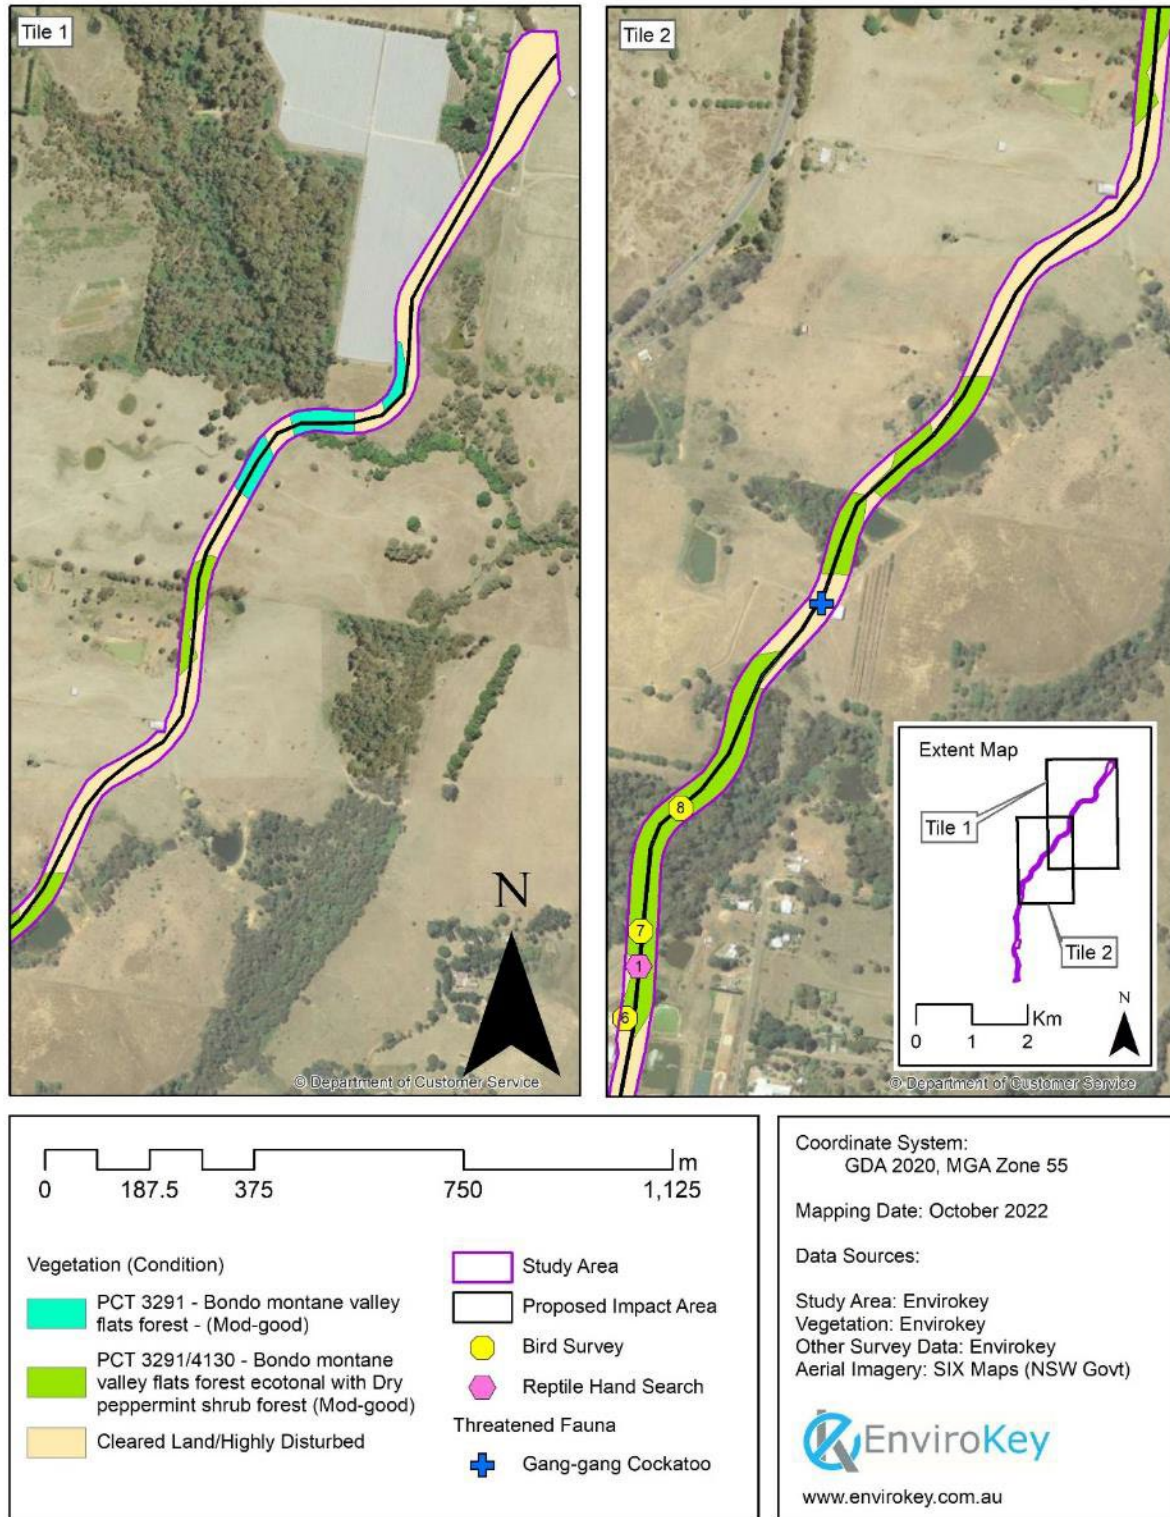 Tile 1
N
© Department of Customer Service
Tile 2
8
7
1
6
Extent Map
Tile 1
Tile 2
N
Km
0 1 2
© Department of Customer Service
m
0 187.5 375 750 1,125
Vegetation (Condition)
PCT 3291 - Bondo montane valley
flats forest - (Mod-good)
PCT 3291/4130 - Bondo montane
valley flats forest ecotonal with Dry
peppermint shrub forest (Mod-good)
Cleared Land/Highly Disturbed
Study Area
Proposed Impact Area
Bird Survey
Reptile Hand Search
Threatened Fauna
Gang-gang Cockatoo
Coordinate System:
GDA 2020, MGA Zone 55
Mapping Date: October 2022
Data Sources:
Study Area: Envirokey
Vegetation: Envirokey
Other Survey Data: Envirokey
Aerial Imagery: SIX Maps (NSW Govt)
EnviroKey
www.envirokey.com.au